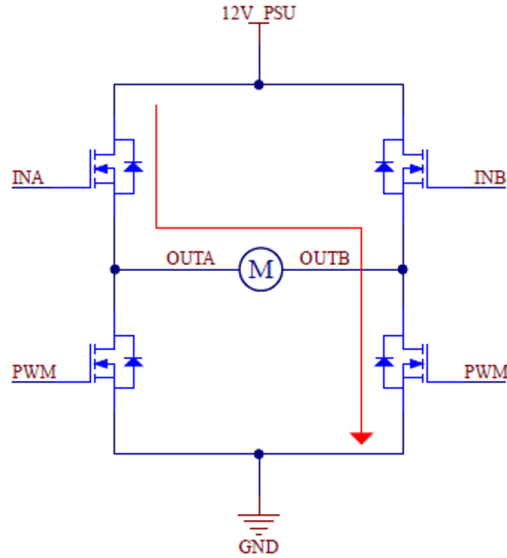 12V_PSU
INA
INB
OUTA
M
OUTB
PWM
PWM
GND